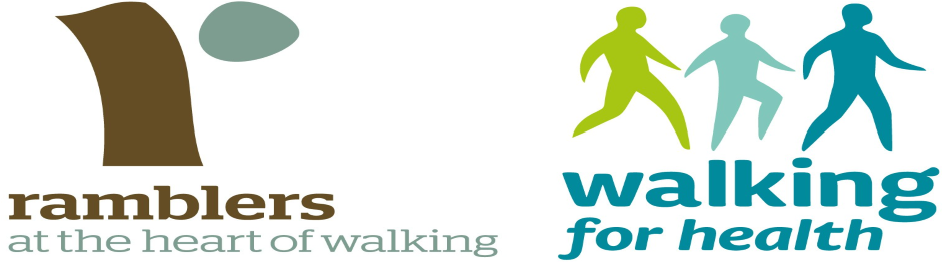 ramblers
at the heart of walking
walking
for health